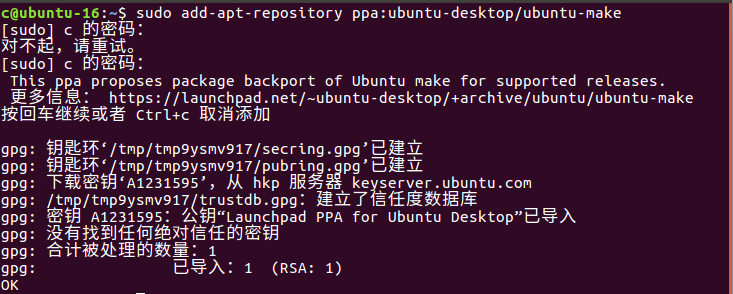 c@ubuntu-16:~$ sudo add-apt-repository ppa:ubuntu-desktop/ubuntu-make
[sudo] c 的密码：
对不起，请重试。
[sudo] c 的密码：
 This ppa proposes package backport of Ubuntu make for supported releases.
 更多信息： https://launchpad.net/~ubuntu-desktop/+archive/ubuntu/ubuntu-make
按回车继续或者 Ctrl+c 取消添加
gpg: 钥匙环‘/tmp/tmp9ysmv917/secring.gpg’已建立
gpg: 钥匙环‘/tmp/tmp9ysmv917/pubring.gpg’已建立
gpg: 下载密钥‘A1231595’，从 hkp 服务器 keyserver.ubuntu.com
gpg: /tmp/tmp9ysmv917/trustdb.gpg：建立了信任度数据库
gpg: 密钥 A1231595：公钥“Launchpad PPA for Ubuntu Desktop”已导入
gpg: 没有找到任何绝对信任的密钥
gpg: 合计被处理的数量：1
gpg:               已导入：1  (RSA: 1)
OK